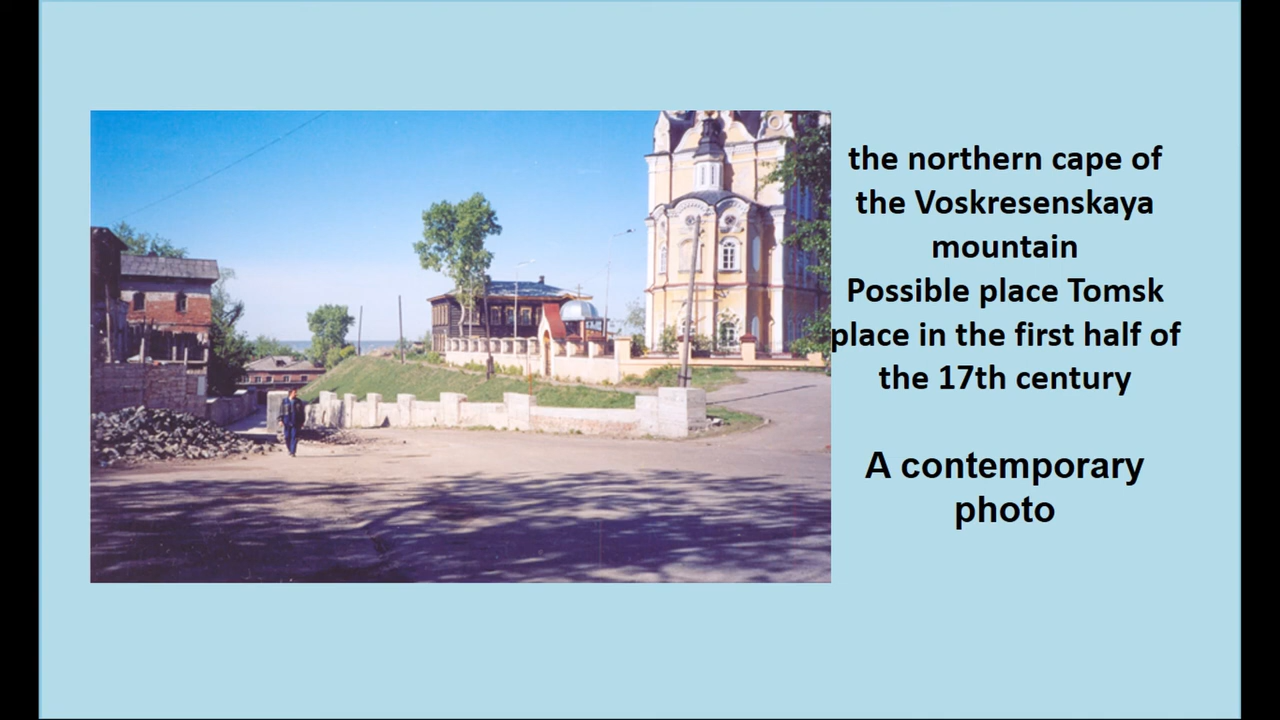 the northern cape of
the Voskresenskaya
mountain
Possible place Tomsk
place in the first half of
the 17th century
A contemporary
photo